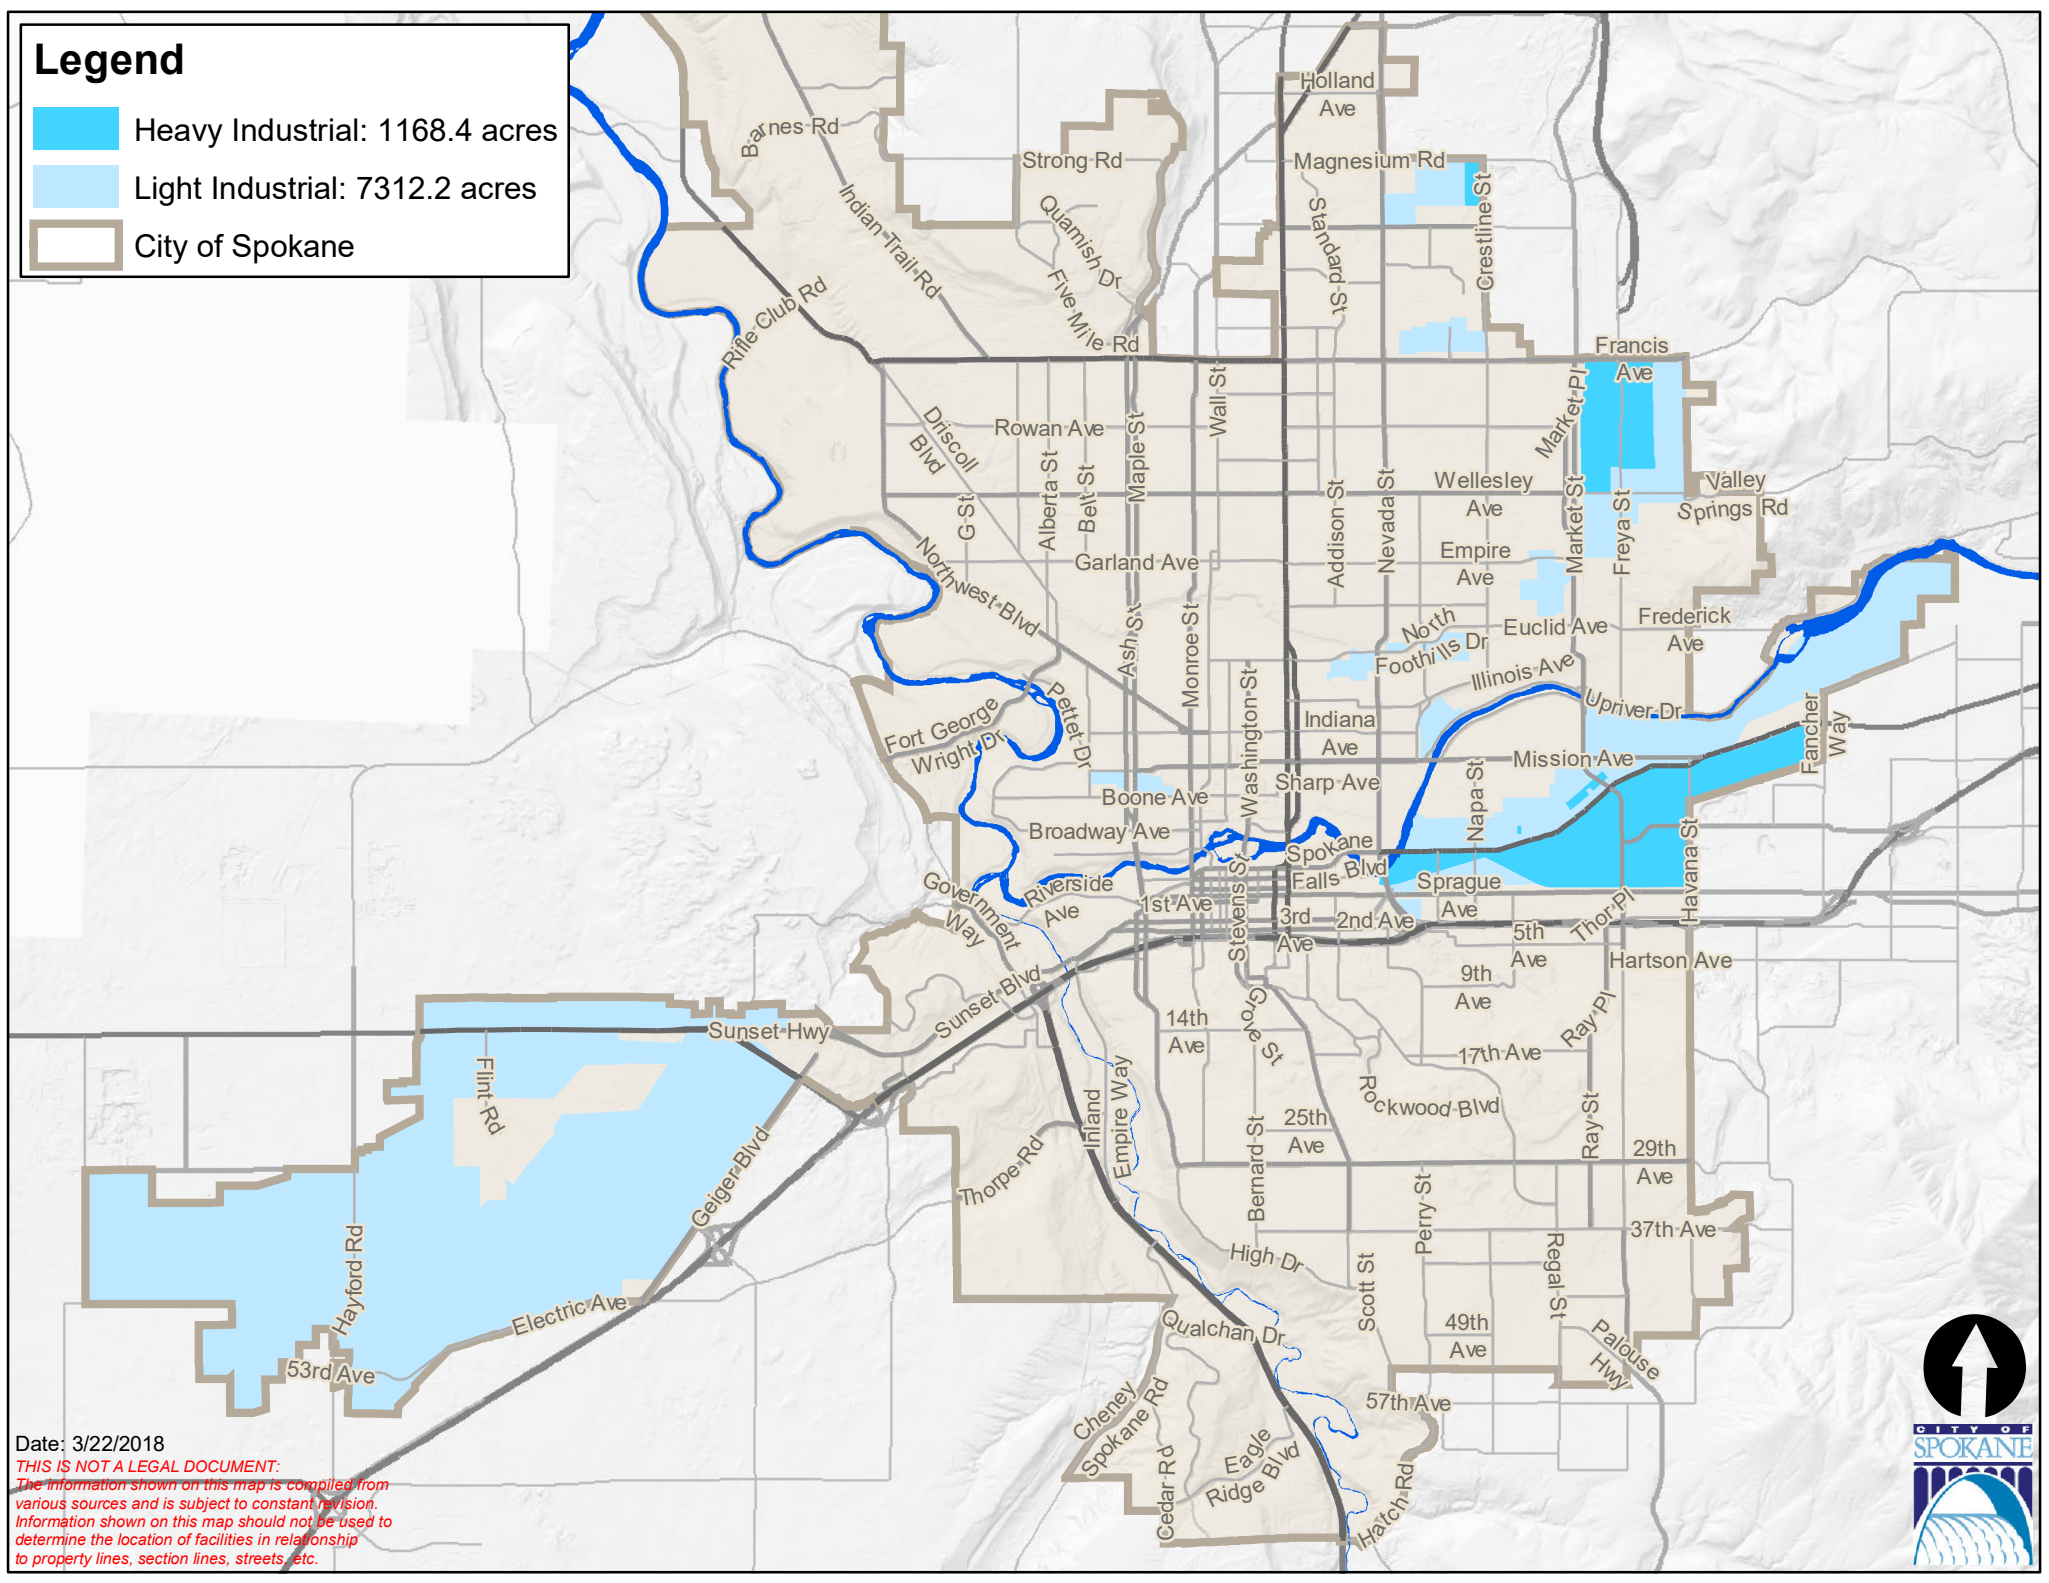 Legend
Heavy Industrial: 1168.4 acres
Light Industrial: 7312.2 acres
City of Spokane
Holland
Ave
Barnes Rd
Strong Rd
Magnesium Rd
Indian Trail Rd
Quamish Dr
Standard St
Crestline St
Five Mile Rd
Rifle Club Rd
Francis
Ave
Market Pl
Wall St
Driscoll
Blvd
Rowan Ave
Maple St
Alberta St
Belt St
G St
Wellesley
Ave
Addison St
Nevada St
Market St
Freya St
Valley
Springs Rd
Northwest Blvd
Garland Ave
Empire
Ave
Ash St
Monroe St
North
Foothills Dr
Euclid Ave
Frederick
Ave
Illinois Ave
Upriver Dr
Fort George
Wright Dr
Pettet Dr
Washington St
Indiana
Ave
Mission Ave
Fancher
Way
Sharp Ave
Boone Ave
Napa St
Broadway Ave
Spokane
Falls Blvd
Havana St
Government
Way
Riverside
Ave
1st Ave
Stevens St
3rd
Ave
2nd Ave
Sprague
Ave
Thor Pl
5th
Ave
Hartson Ave
9th
Ave
Sunset Blvd
Sunset Hwy
Grove St
14th
Ave
Ray Pl
17th Ave
Flint Rd
Inland
Empire Way
Rockwood Blvd
Bernard St
25th
Ave
Ray St
29th
Ave
Geiger Blvd
Thorpe Rd
Perry St
37th Ave
High Dr
Hayford Rd
Scott St
Regal St
Electric Ave
Qualchan Dr
49th
Ave
Palouse
Hwy
53rd Ave
57th Ave
Cheney
Spokane Rd
Cedar Rd
Eagle
Ridge Blvd
Hatch Rd
Date: 3/22/2018
THIS IS NOT A LEGAL DOCUMENT:
The information shown on this map is compiled from
various sources and is subject to constant revision.
Information shown on this map should not be used to
determine the location of facilities in relationship
to property lines, section lines, streets, etc.
CITY OF
SPOKANE